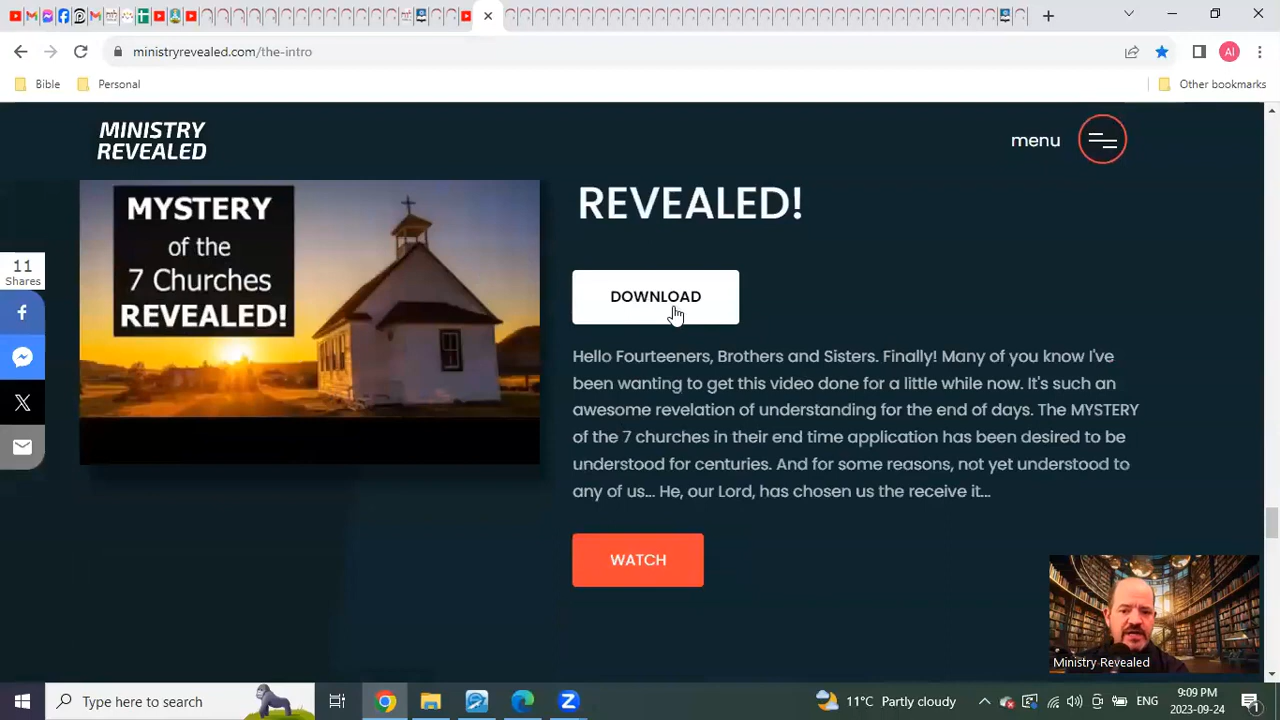 ministryrevealed.com/the-intro
AI
Bible
Personal
Other bookmarks
MINISTRY
REVEALED
menu
MYSTERY
of the
7 Churches
REVEALED!
REVEALED!
11
Shares
DOWNLOAD
Hello Fourteeners, Brothers and Sisters. Finally! Many of you know I've
been wanting to get this video done for a little while now. It's such an
awesome revelation of understanding for the end of days. The MYSTERY
of the 7 churches in their end time application has been desired to be
understood for centuries. And for some reasons, not yet understood to
any of us... He, our Lord, has chosen us the receive it...
WATCH
Ministry Revealed
Type here to search
11°C Partly cloudy
ENG
9:09 PM
2023-09-24
1